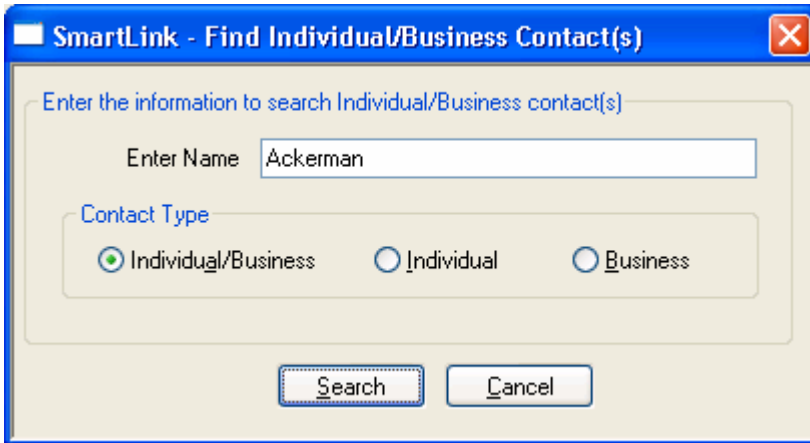 SmartLink - Find Individual/Business Contact(s)
Enter the information to search Individual/Business contact(s)
Enter Name Ackerman
Contact Type
Individual/Business Individual Business
Search Cancel